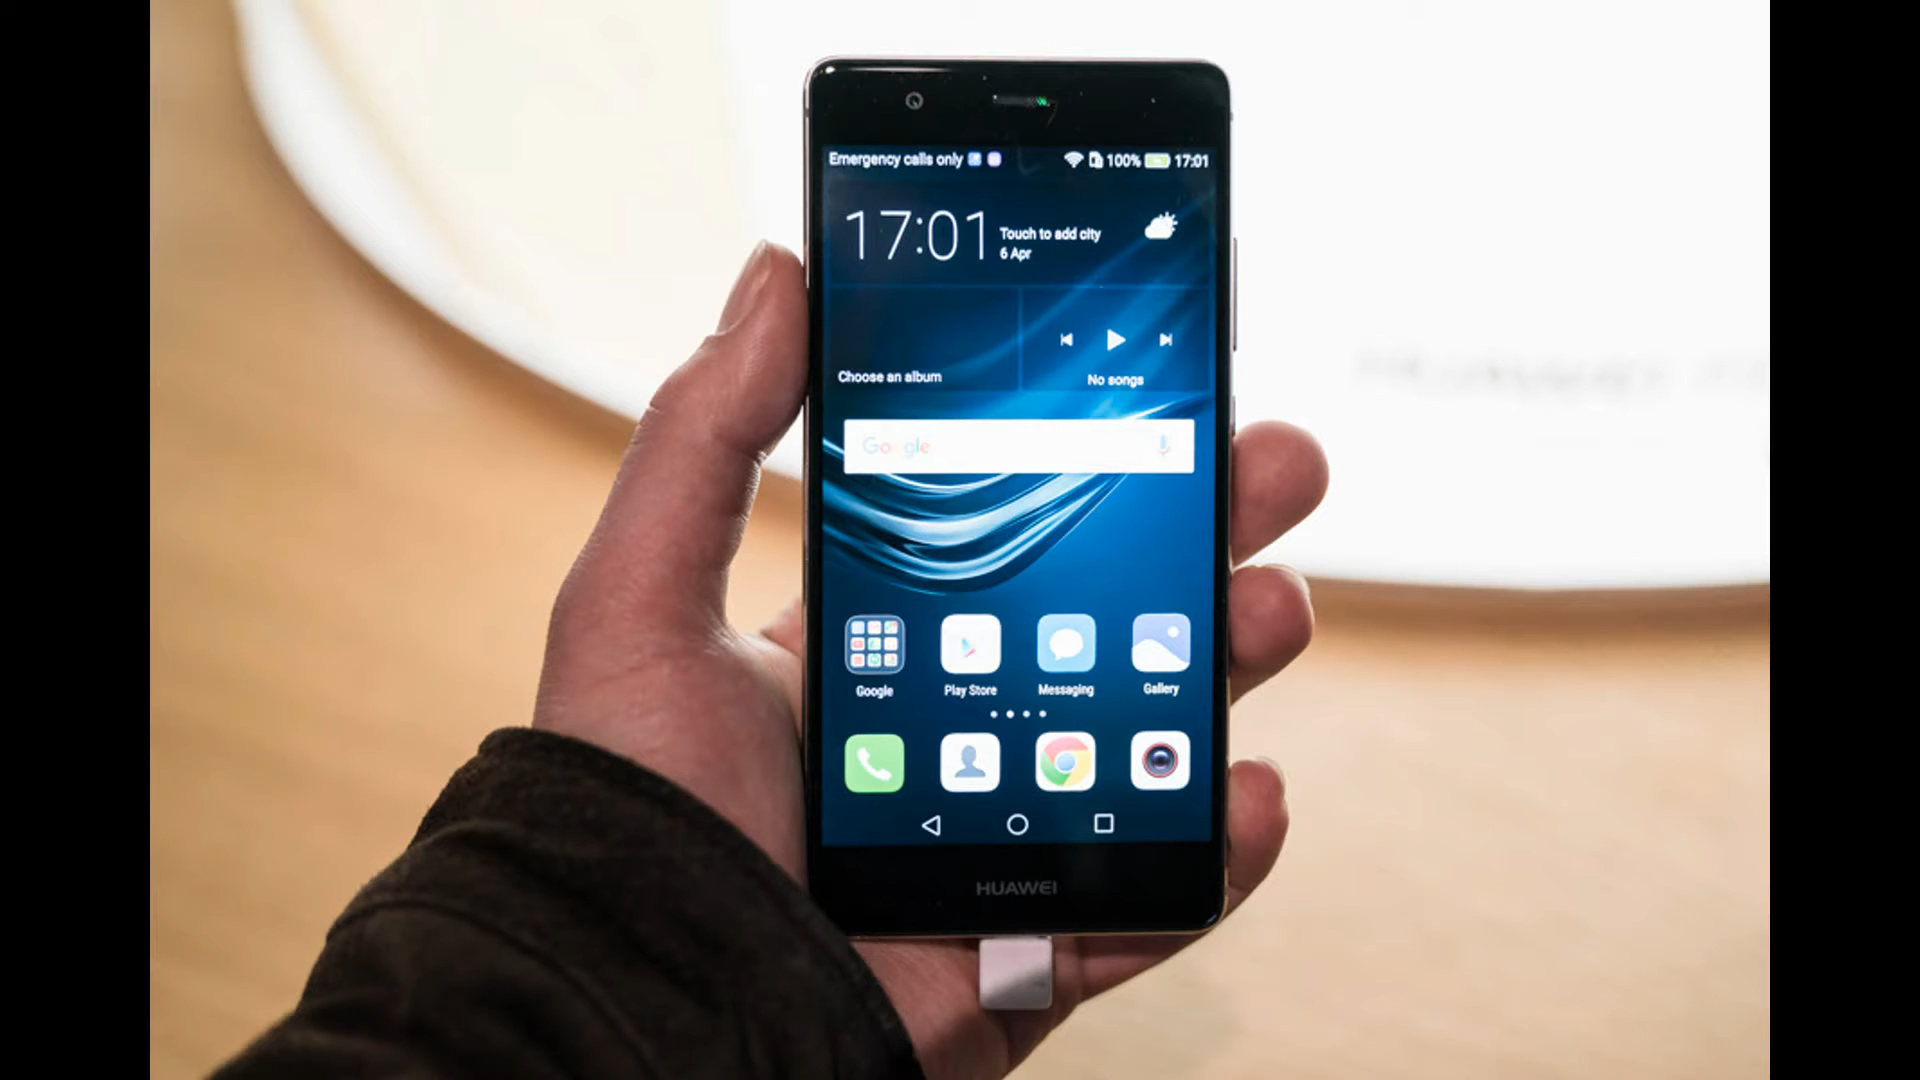 Emergency calls only 100% 17:01
17:01 Touch to add city
6 Apr
Choose an album
No songs
Google
Google Play Store Messaging Gallery
HUAWEI